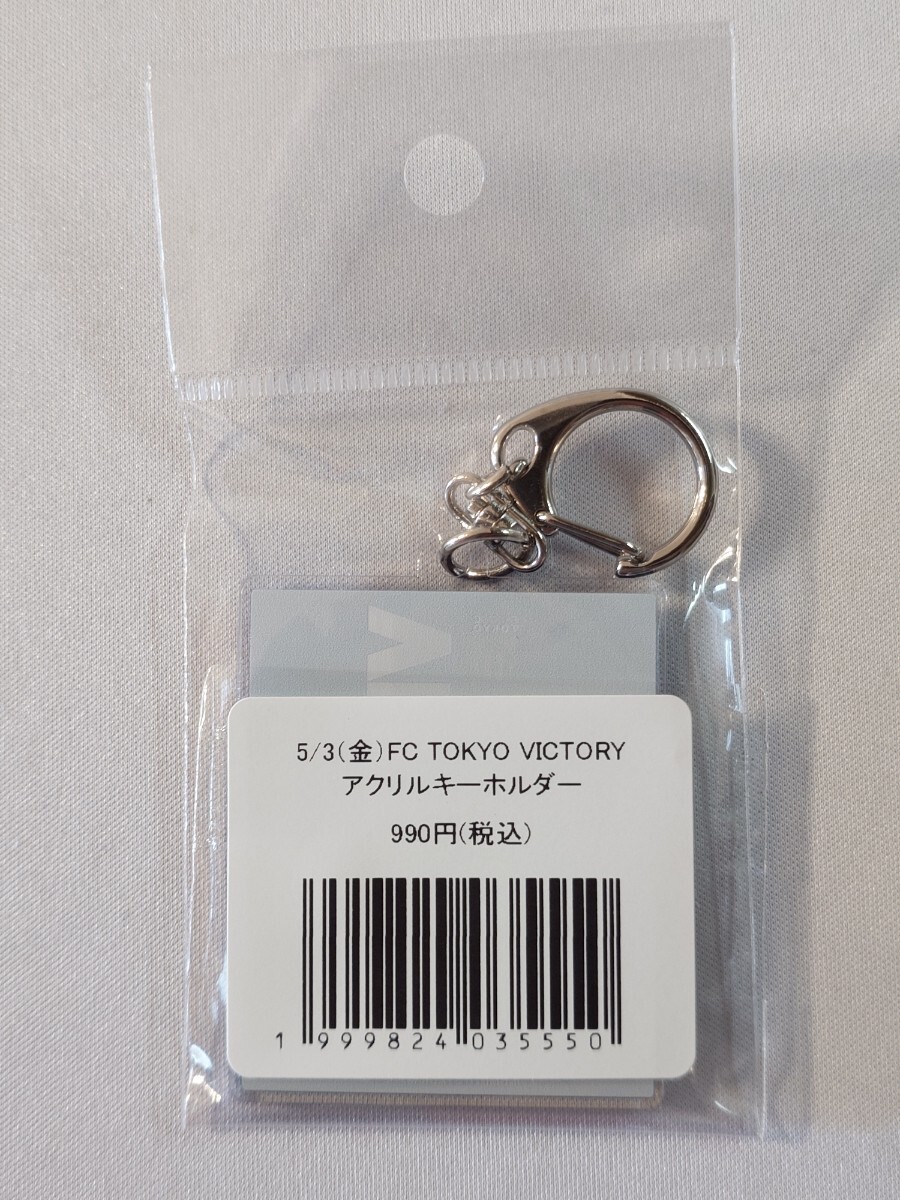 5/3(金)FC TOKYO VICTORY
アクリルキーホルダー
990円(税込)
1 999824 035550